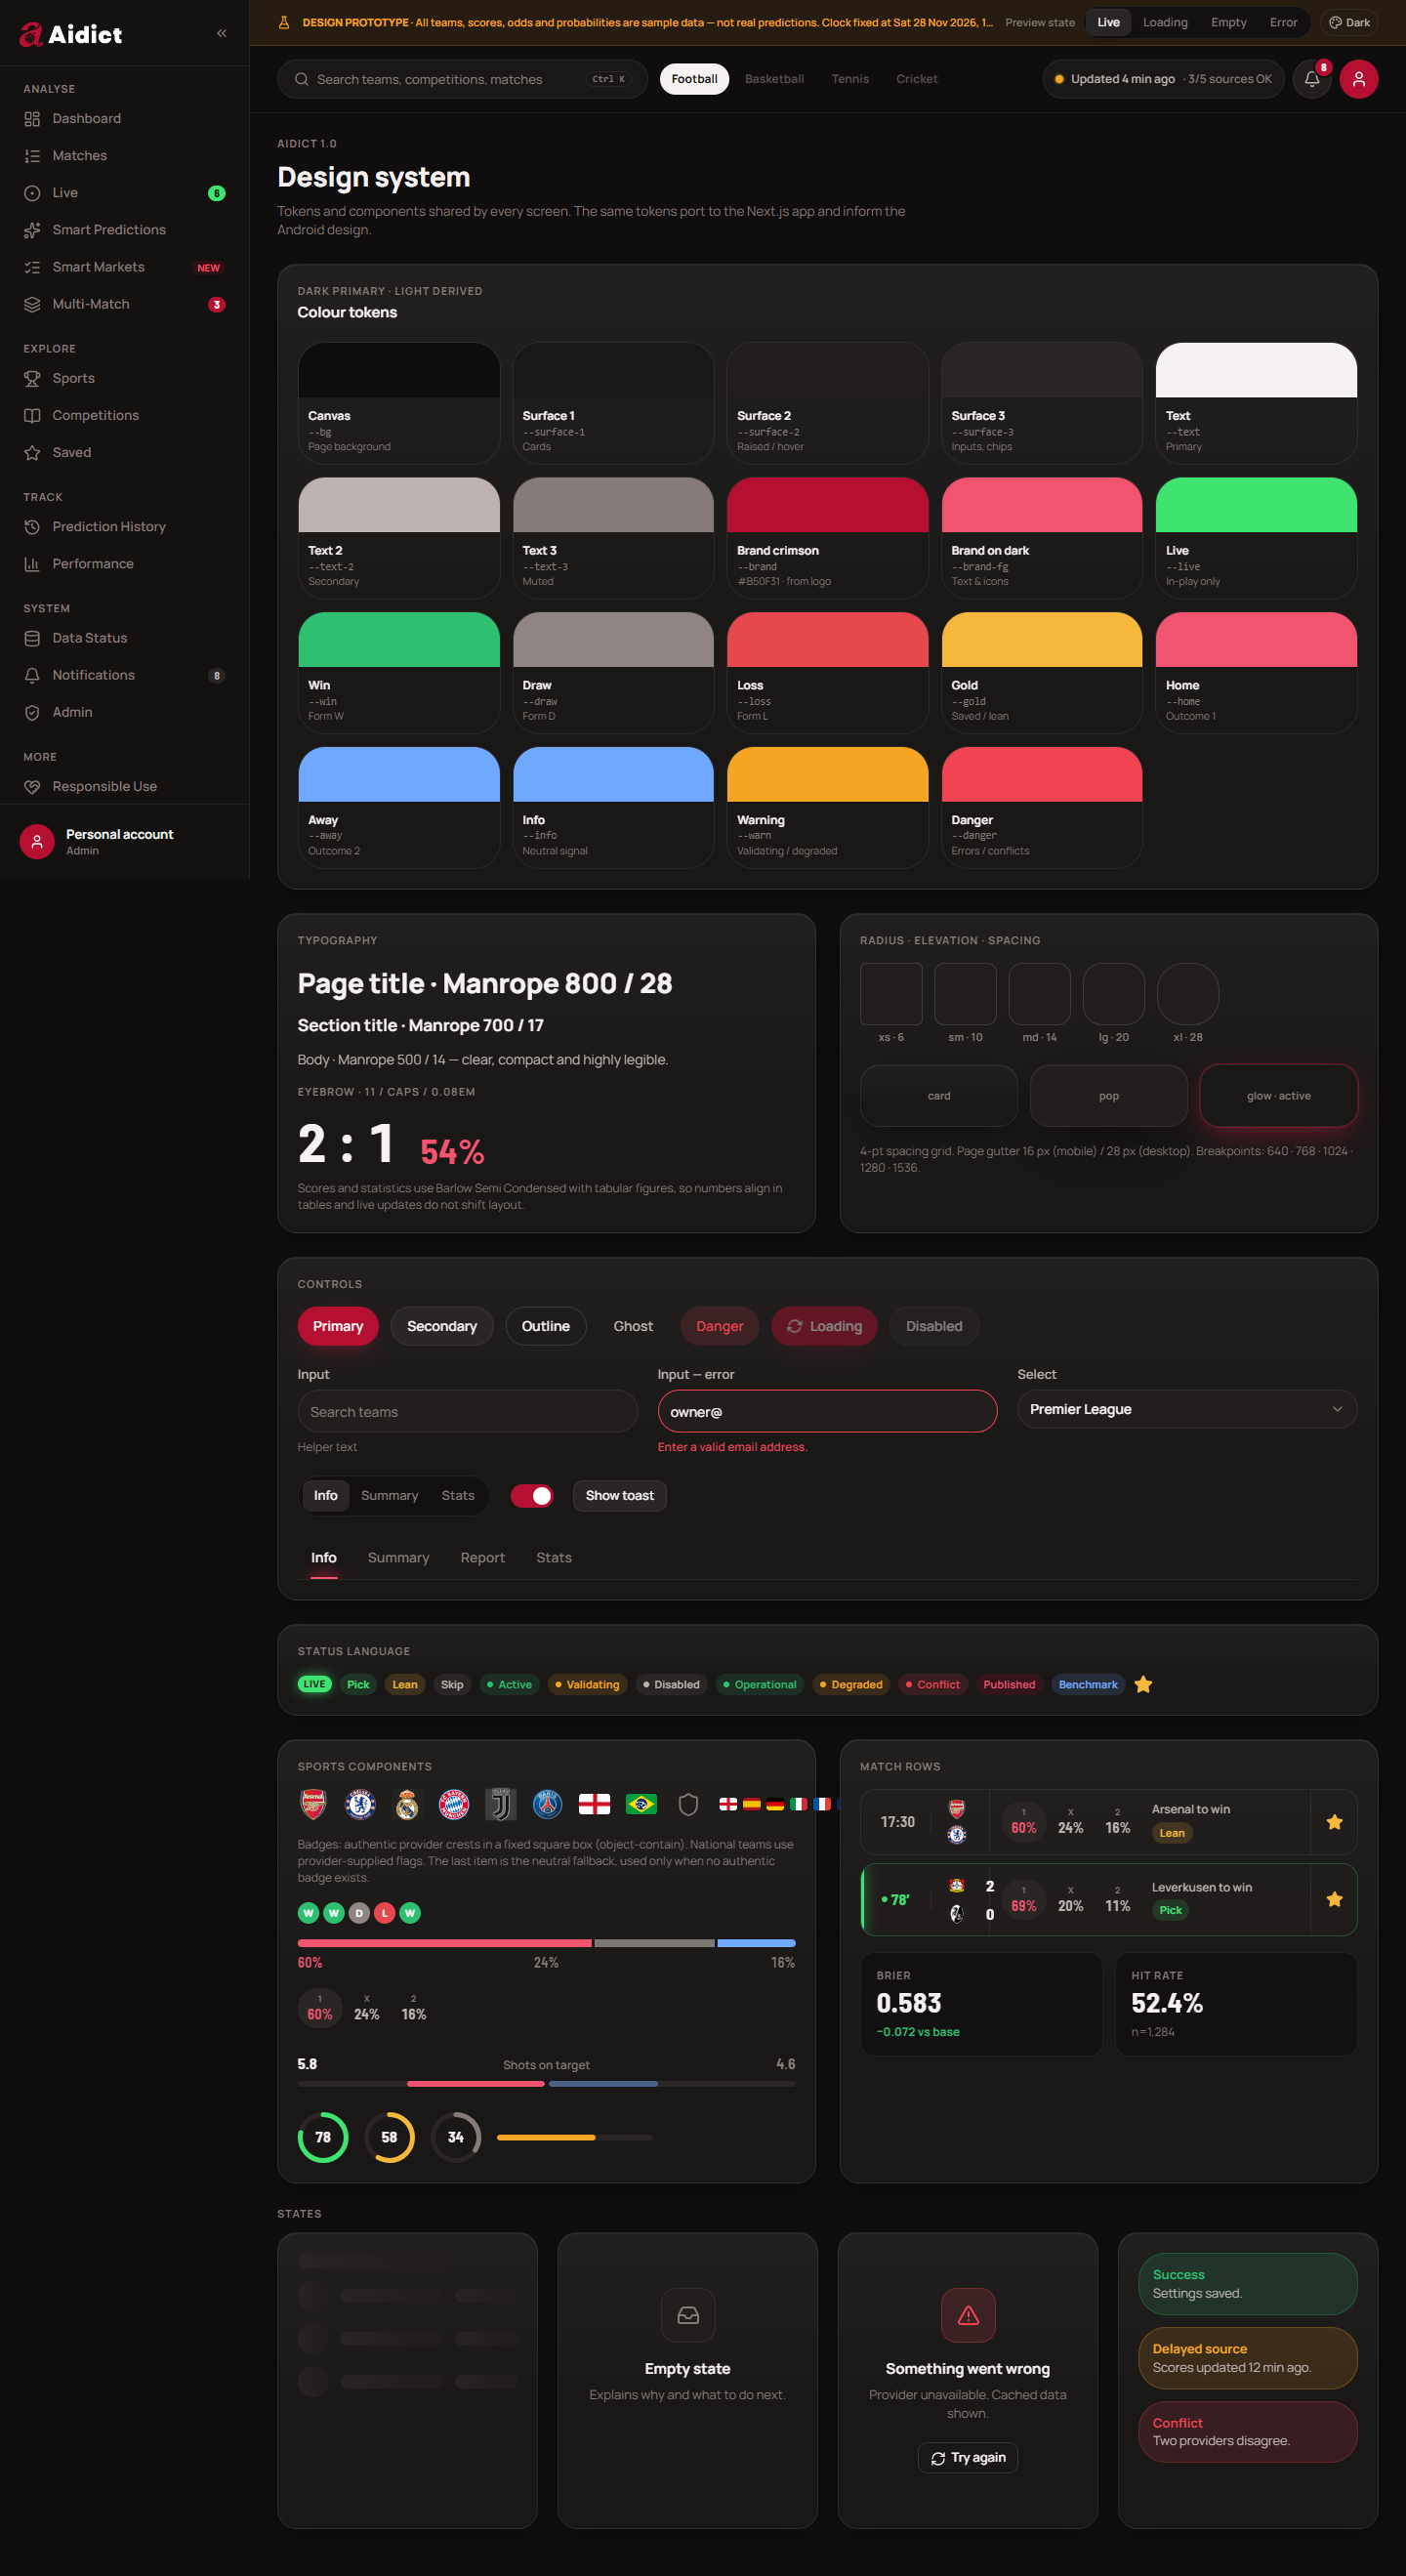 Aidict
ANALYSE
Dashboard
Matches
Live 6
Smart Predictions
Smart Markets NEW
Multi-Match 3
EXPLORE
Sports
Competitions
Saved
TRACK
Prediction History
Performance
SYSTEM
Data Status
Notifications 8
Admin
MORE
Responsible Use
Personal account
Admin
DESIGN PROTOTYPE · All teams, scores, odds and probabilities are sample data — not real predictions. Clock fixed at Sat 28 Nov 2026, 1… Preview state Live Loading Empty Error Dark
Search teams, competitions, matches Ctrl K Football Basketball Tennis Cricket Updated 4 min ago · 3/5 sources OK 8
AIDICT 1.0
Design system
Tokens and components shared by every screen. The same tokens port to the Next.js app and inform the
Android design.
DARK PRIMARY · LIGHT DERIVED
Colour tokens
Canvas Surface 1 Surface 2 Surface 3 Text
--bg --surface-1 --surface-2 --surface-3 --text
Page background Cards Raised / hover Inputs, chips Primary
Text 2 Text 3 Brand crimson Brand on dark Live
--text-2 --text-3 --brand --brand-fg --live
Secondary Muted #B50F31 · from logo Text & icons In-play only
Win Draw Loss Gold Home
--win --draw --loss --gold --home
Form W Form D Form L Saved / lean Outcome 1
Away Info Warning Danger
--away --info --warn --danger
Outcome 2 Neutral signal Validating / degraded Errors / conflicts
TYPOGRAPHY
Page title · Manrope 800 / 28
Section title · Manrope 700 / 17
Body · Manrope 500 / 14 — clear, compact and highly legible.
EYEBROW · 11 / CAPS / 0.08EM
2 : 1 54%
Scores and statistics use Barlow Semi Condensed with tabular figures, so numbers align in
tables and live updates do not shift layout.
RADIUS · ELEVATION · SPACING
xs · 6 sm · 10 md · 14 lg · 20 xl · 28
card pop glow · active
4-pt spacing grid. Page gutter 16 px (mobile) / 28 px (desktop). Breakpoints: 640 · 768 · 1024 ·
1280 · 1536.
CONTROLS
Primary Secondary Outline Ghost Danger Loading Disabled
Input Input — error Select
Search teams owner@ Premier League
Helper text Enter a valid email address.
Info Summary Stats Show toast
Info Summary Report Stats
STATUS LANGUAGE
LIVE Pick Lean Skip Active Validating Disabled Operational Degraded Conflict Published Benchmark
SPORTS COMPONENTS
Badges: authentic provider crests in a fixed square box (object-contain). National teams use
provider-supplied flags. The last item is the neutral fallback, used only when no authentic
badge exists.
W W D L W
60% 24% 16%
1 X 2
60% 24% 16%
5.8 Shots on target 4.6
78 58 34
MATCH ROWS
17:30 1 X 2 Arsenal to win
60% 24% 16% Lean
78' 2 0 1 X 2 Leverkusen to win
69% 20% 11% Pick
BRIER HIT RATE
0.583 52.4%
−0.072 vs base n=1,284
STATES
Empty state
Explains why and what to do next.
Something went wrong
Provider unavailable. Cached data
shown.
Try again
Success
Settings saved.
Delayed source
Scores updated 12 min ago.
Conflict
Two providers disagree.